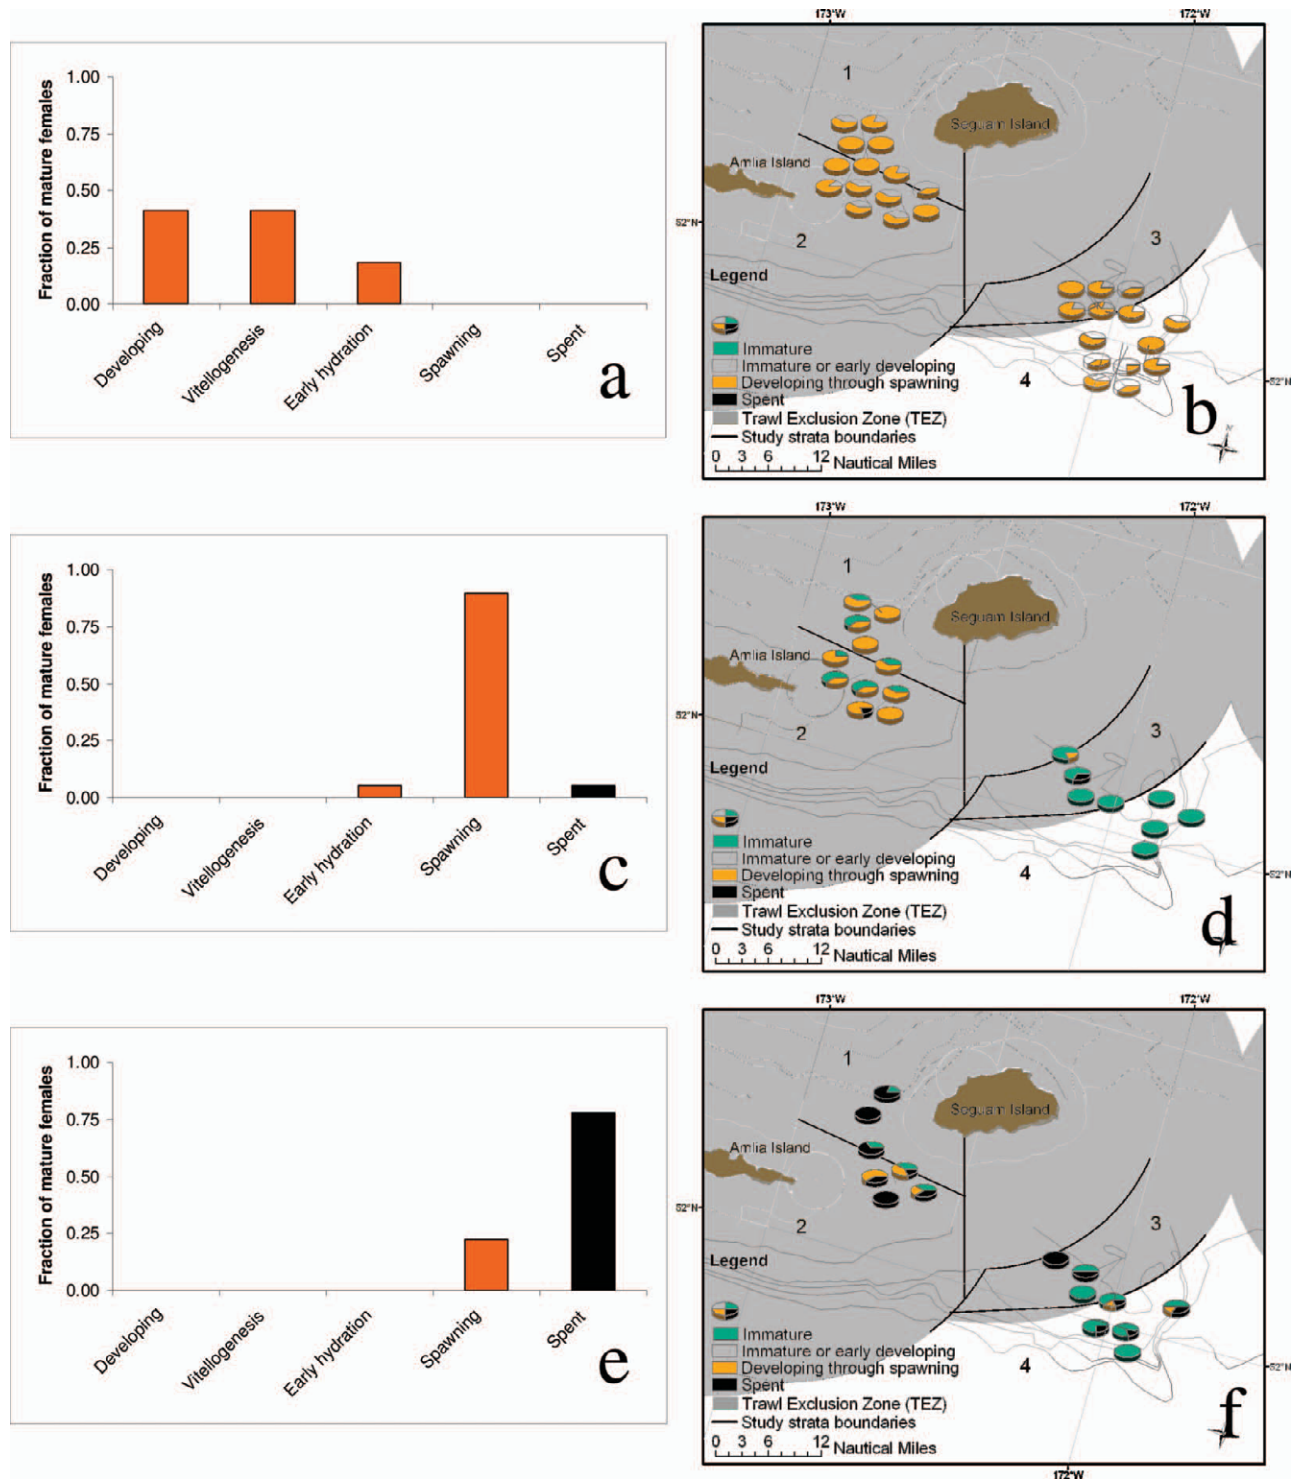 Fraction of mature females
1.00
0.75
0.50
0.25
0.00
Developing
Vitellogenesis
Early hydration
Spawning
Spent
a
173°W
172°W
1
Seguam Island
Amlia Island
52°N
2
3
Legend
Immature
Immature or early developing
Developing through spawning
Spent
Trawl Exclusion Zone (TEZ)
Study strata boundaries
0 3 6 12 Nautical Miles
4
52°N
b
N
Fraction of mature females
1.00
0.75
0.50
0.25
0.00
Developing
Vitellogenesis
Early hydration
Spawning
Spent
c
173°W
172°W
1
Seguam Island
Amlia Island
52°N
2
3
Legend
Immature
Immature or early developing
Developing through spawning
Spent
Trawl Exclusion Zone (TEZ)
Study strata boundaries
0 3 6 12 Nautical Miles
4
52°N
d
Fraction of mature females
1.00
0.75
0.50
0.25
0.00
Developing
Vitellogenesis
Early hydration
Spawning
Spent
e
173°W
172°W
1
Seguam Island
Amlia Island
52°N
2
3
Legend
Immature
Immature or early developing
Developing through spawning
Spent
Trawl Exclusion Zone (TEZ)
Study strata boundaries
0 3 6 12 Nautical Miles
4
52°N
f
172°W